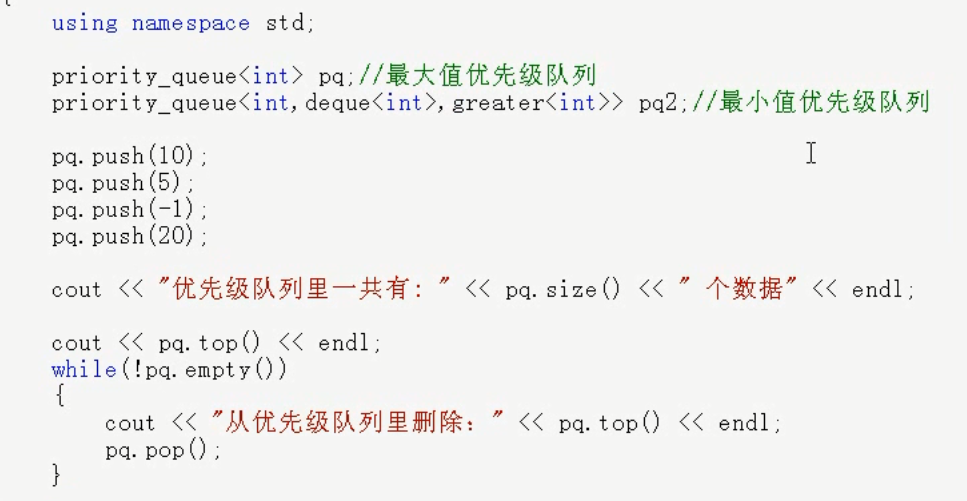 {
using namespace std;
priority_queue<int> pq;//最大值优先级队列
priority_queue<int,deque<int>,greater<int>> pq2;//最小值优先级队列
pq.push(10);
pq.push(5);
pq.push(-1);
pq.push(20);
cout << "优先级队列里一共有: " << pq.size() << " 个数据" << endl;
cout << pq.top() << endl;
while(!pq.empty())
{
cout << "从优先级队列里删除: " << pq.top() << endl;
pq.pop();
}